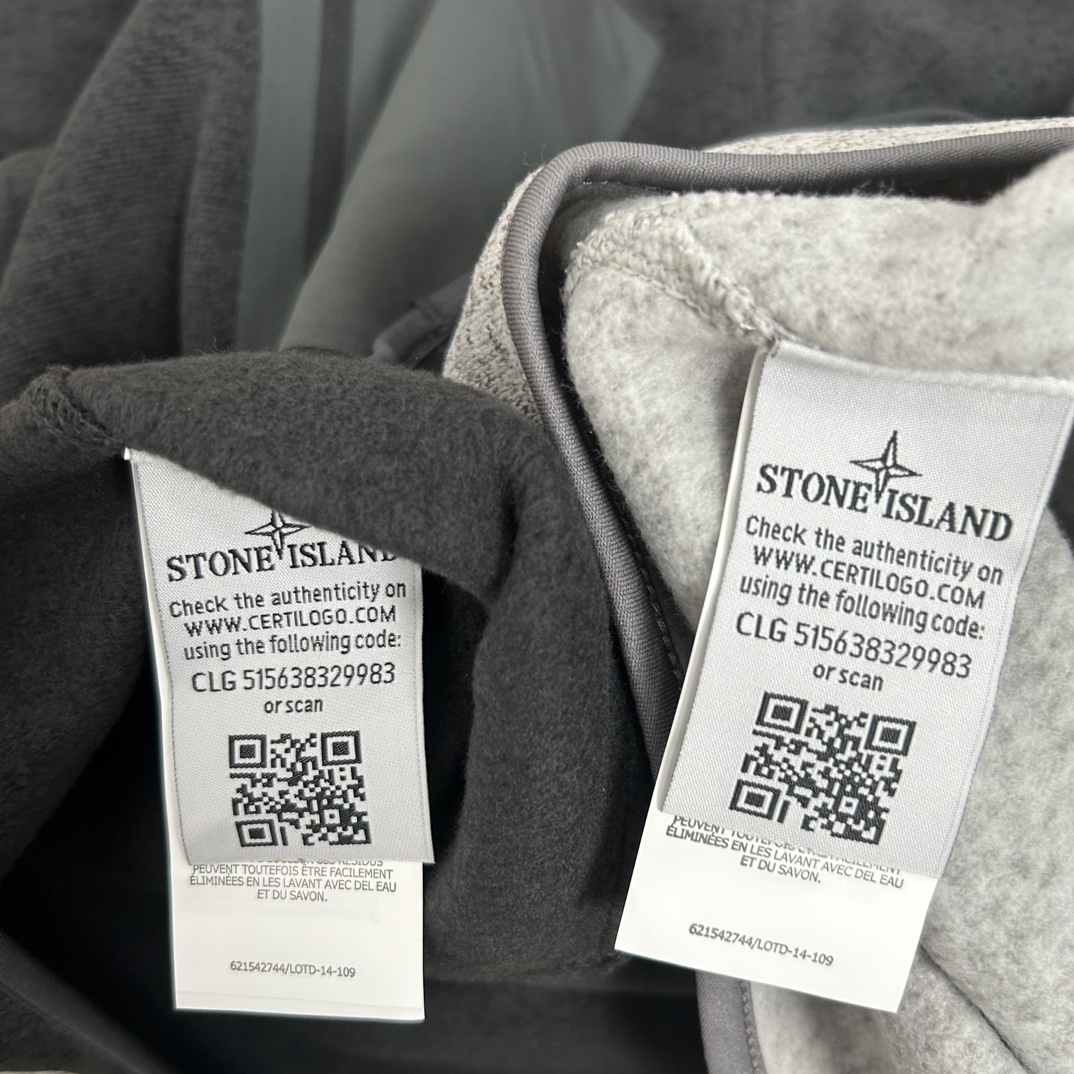 STONE ISLAND
Check the authenticity on
WWW.CERTILOGO.COM
using the following code:
CLG 515638329983
or scan
PEUVENT TOUTEFOIS ÊTRE FACILEMENT
ÉLIMINÉES EN LES LAVANT AVEC DEL EAU
ET DU SAVON.
621542744/LOTD-14-109
STONE ISLAND
Check the authenticity on
WWW.CERTILOGO.COM
using the following code:
CLG 515638329983
or scan
PEUVENT TOUTEFOIS
ÉLIMINÉES EN LES LAVANT AVEC DEL EAU
ET DU SAVON.
621542744/LOTD-14-109